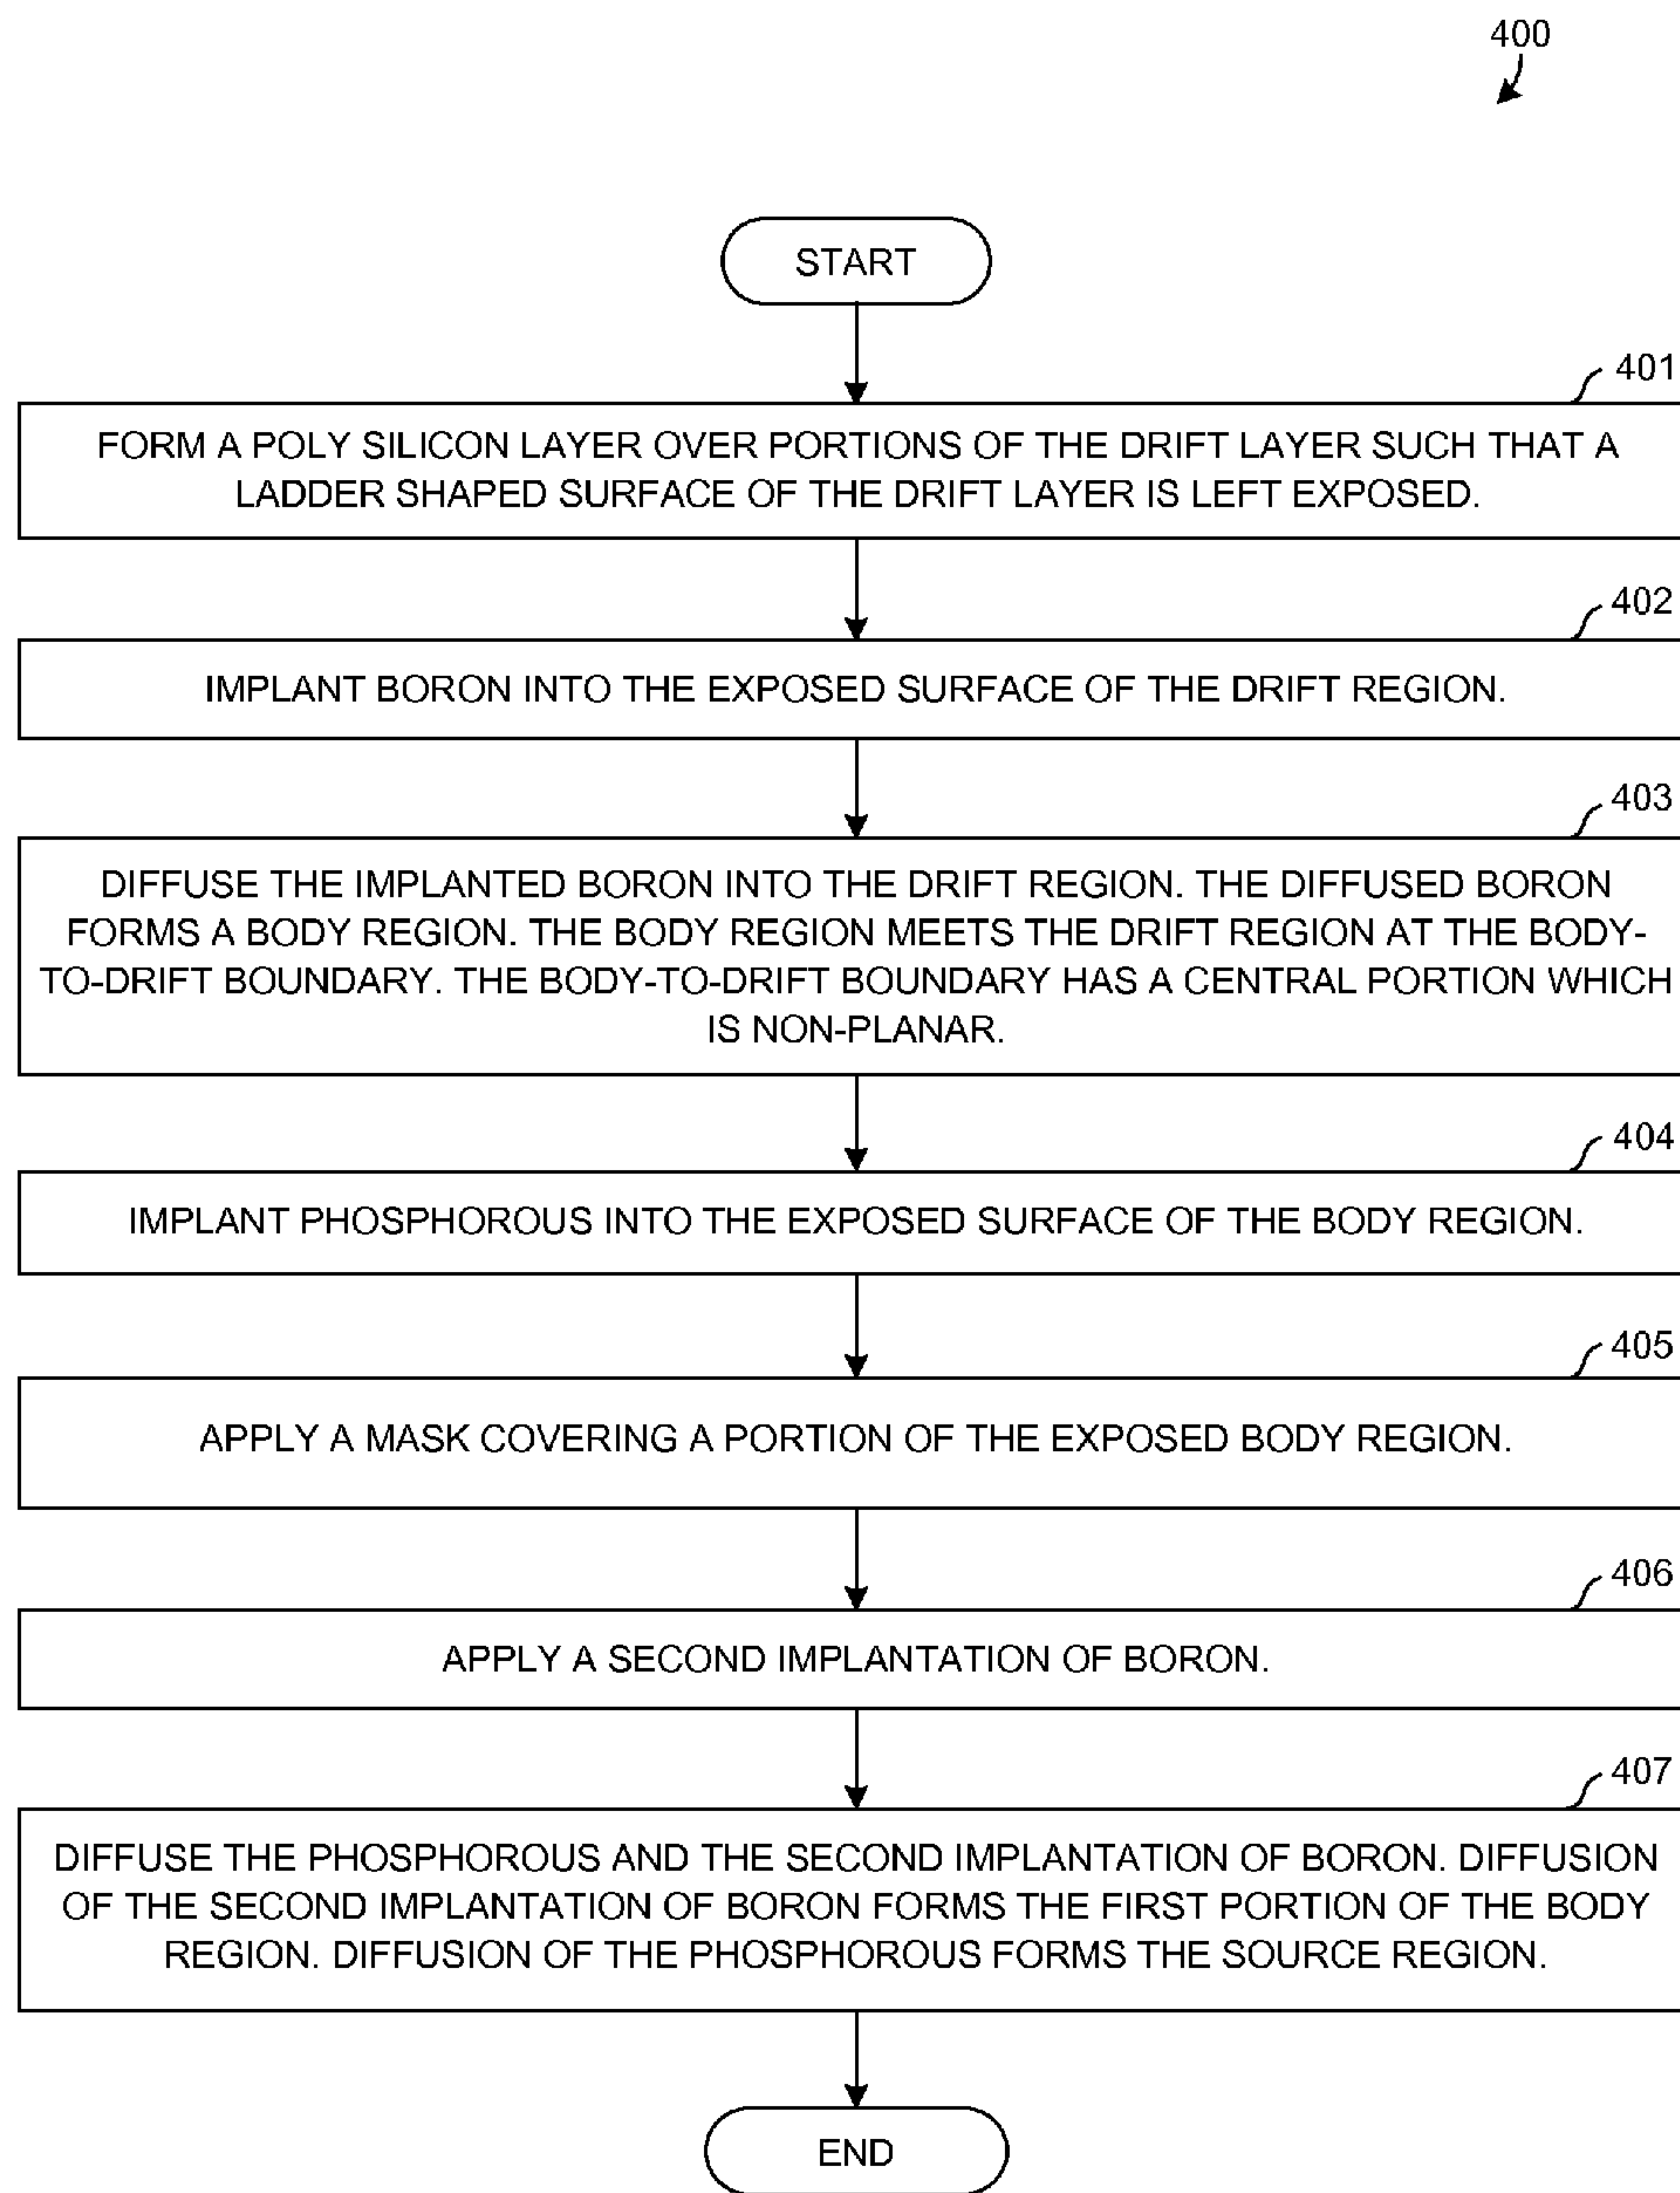 400
START
401
FORM A POLY SILICON LAYER OVER PORTIONS OF THE DRIFT LAYER SUCH THAT A
LADDER SHAPED SURFACE OF THE DRIFT LAYER IS LEFT EXPOSED.
402
IMPLANT BORON INTO THE EXPOSED SURFACE OF THE DRIFT REGION.
403
DIFFUSE THE IMPLANTED BORON INTO THE DRIFT REGION. THE DIFFUSED BORON
FORMS A BODY REGION. THE BODY REGION MEETS THE DRIFT REGION AT THE BODY-
TO-DRIFT BOUNDARY. THE BODY-TO-DRIFT BOUNDARY HAS A CENTRAL PORTION WHICH
IS NON-PLANAR.
404
IMPLANT PHOSPHOROUS INTO THE EXPOSED SURFACE OF THE BODY REGION.
405
APPLY A MASK COVERING A PORTION OF THE EXPOSED BODY REGION.
406
APPLY A SECOND IMPLANTATION OF BORON.
407
DIFFUSE THE PHOSPHOROUS AND THE SECOND IMPLANTATION OF BORON. DIFFUSION
OF THE SECOND IMPLANTATION OF BORON FORMS THE FIRST PORTION OF THE BODY
REGION. DIFFUSION OF THE PHOSPHOROUS FORMS THE SOURCE REGION.
END